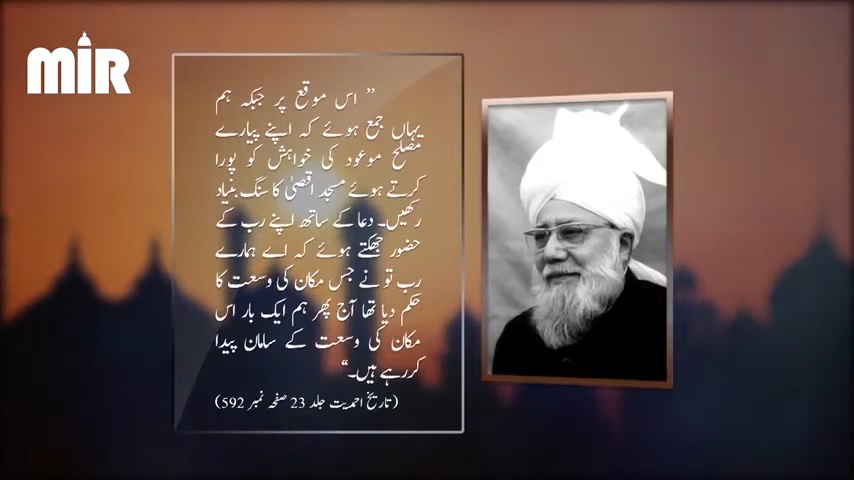 MIR
” اس موقع پر جبکہ ہم
یہاں جمع ہوئے کہ اپنے پیارے
مصلح موعود کی خواہش کو پورا
کرتے ہوئے مسجد اقصیٰ کا سنگ بنیاد
رکھیں۔ دعا کے ساتھ اپنے رب کے
حضور جھکتے ہوئے کہ اے ہمارے
رب تو نے جس مکان کی وسعت کا
حکم دیا تھا آج پھر ہم ایک بار اس
مکان کی وسعت کے سامان پیدا
کررہے ہیں۔“
(تاریخ احمدیت جلد 23 صفحہ نمبر 592)